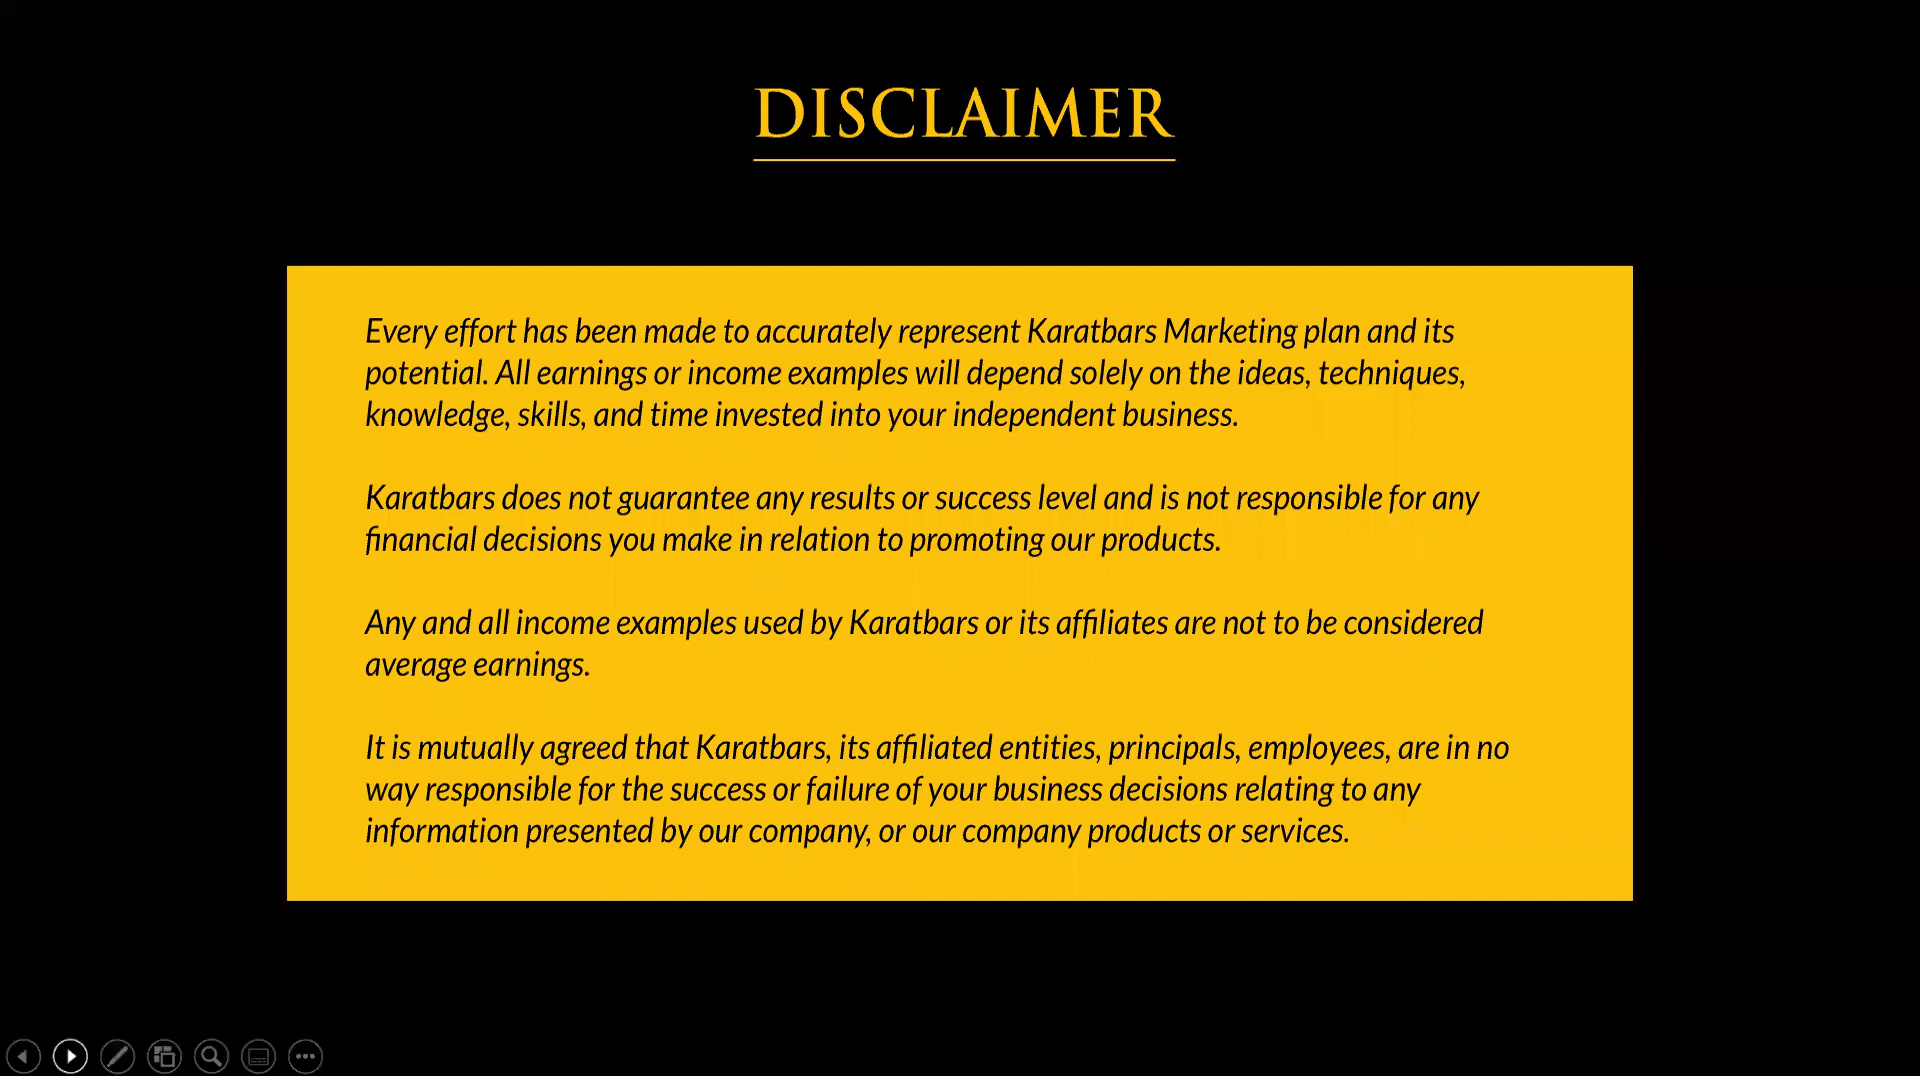 DISCLAIMER
Every effort has been made to accurately represent Karatbars Marketing plan and its
potential. All earnings or income examples will depend solely on the ideas, techniques,
knowledge, skills, and time invested into your independent business.
Karatbars does not guarantee any results or success level and is not responsible for any
financial decisions you make in relation to promoting our products.
Any and all income examples used by Karatbars or its affiliates are not to be considered
average earnings.
It is mutually agreed that Karatbars, its affiliated entities, principals, employees, are in no
way responsible for the success or failure of your business decisions relating to any
information presented by our company, or our company products or services.